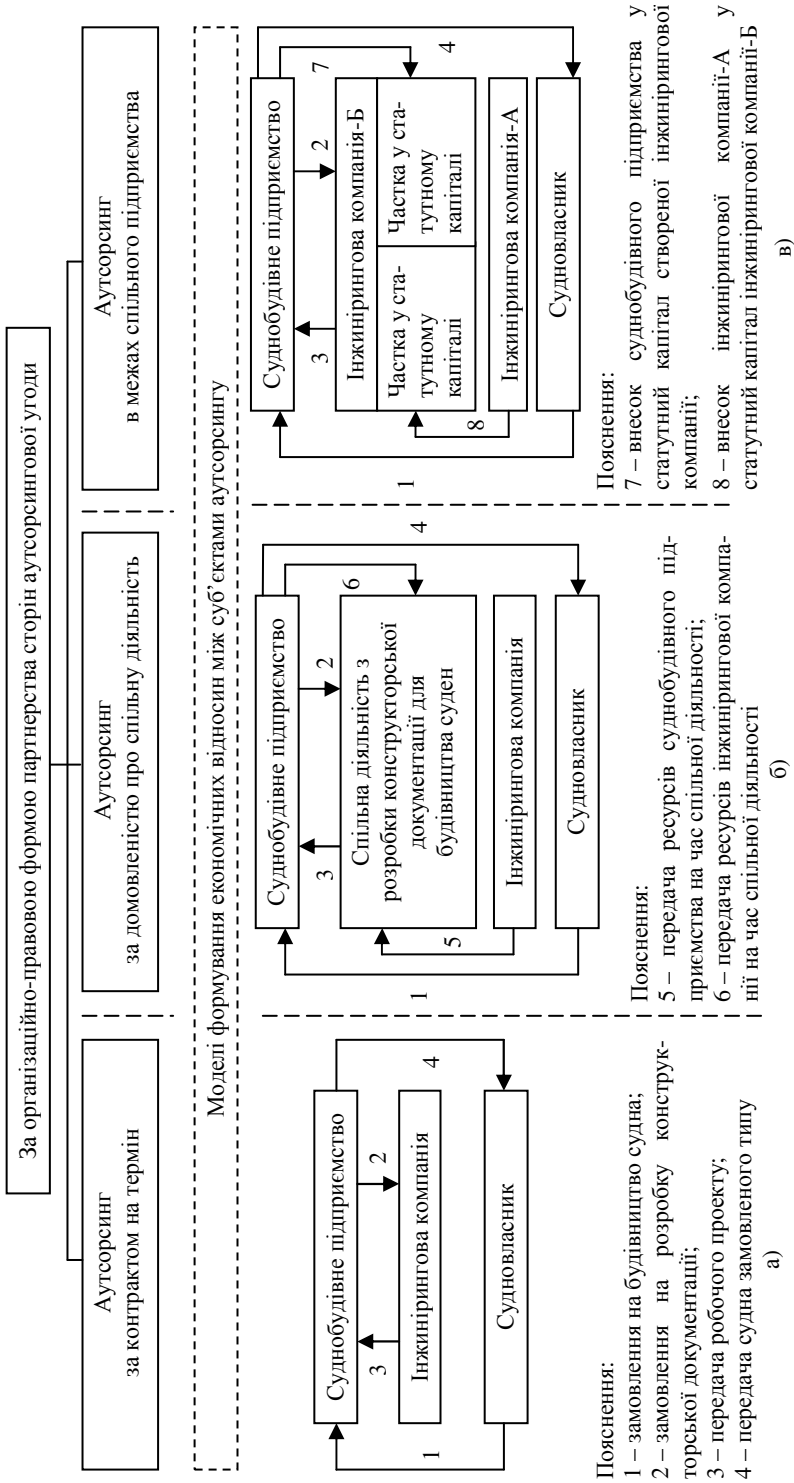 За організаційно-правовою формою партнерства сторін аутсорсингової угоди
Аутсорсинг
за контрактом на термін
Аутсорсинг
за домовленістю про спільну діяльність
Аутсорсинг
в межах спільного підприємства
Моделі формування економічних відносин між суб’єктами аутсорсингу
Суднобудівне підприємство
3
2
Інжинірингова компанія
4
1
Судновласник
Пояснення:
1 – замовлення на будівництво судна;
2 – замовлення на розробку конструк-
торської документації;
3 – передача робочого проекту;
4 – передача судна замовленого типу
а)
Суднобудівне підприємство
3
2
6
4
Спільна діяльність з
розробки конструкторської
документації для
будівництва суден
5
Інжинірингова компанія
1
Судновласник
Пояснення:
5 – передача ресурсів суднобудівного під-
приємства на час спільної діяльності;
6 – передача ресурсів інжинірингової компа-
нії на час спільної діяльності
б)
Суднобудівне підприємство
3
2
7
4
Інжинірингова компанія-Б
Частка у ста-
тутному
капіталі
Частка у ста-
тутному
капіталі
8
Інжинірингова компанія-А
1
Судновласник
Пояснення:
7 – внесок суднобудівного підприємства у
статутний капітал створеної інжинірингової
компанії;
8 – внесок інжинірингової компанії-А у
статутний капітал інжинірингової компанії-Б
в)